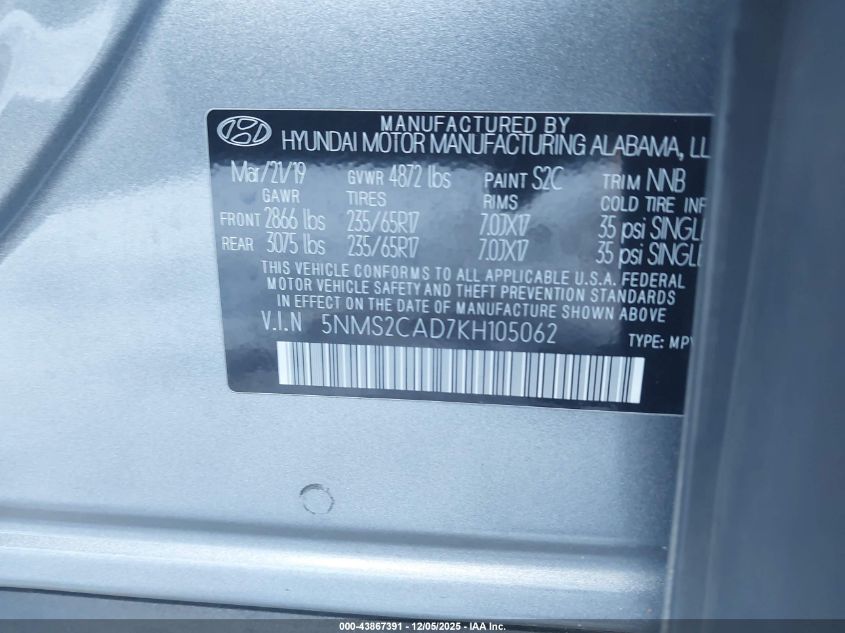 MANUFACTURED BY
HYUNDAI MOTOR MANUFACTURING ALABAMA, LL
Mar/21/19 GVWR 4872 lbs PAINT S2C TRIM NNB
GAWR TIRES RIMS COLD TIRE INF
FRONT 2866 lbs 235/65R17 7.0JX17 35 psi SINGLE
REAR 3075 lbs 235/65R17 7.0JX17 35 psi SINGLE
THIS VEHICLE CONFORMS TO ALL APPLICABLE U.S.A. FEDERAL
MOTOR VEHICLE SAFETY AND THEFT PREVENTION STANDARDS
IN EFFECT ON THE DATE OF MANUFACTURE SHOWN ABOVE
V.I.N 5NMS2CAD7KH105062 TYPE: MPV
000-43867391 - 12/05/2025 - IAA Inc.